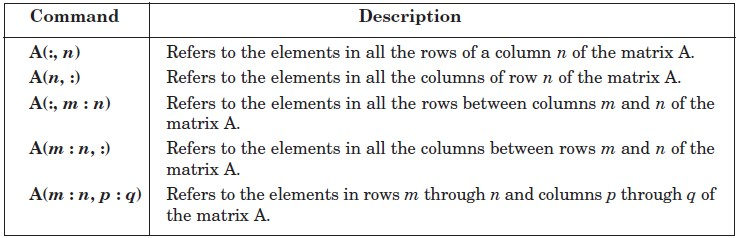 Command Description
A(:, n) Refers to the elements in all the rows of a column n of the matrix A.
A(n, :) Refers to the elements in all the columns of row n of the matrix A.
A(:, m : n) Refers to the elements in all the rows between columns m and n of the
matrix A.
A(m : n, :) Refers to the elements in all the columns between rows m and n of the
matrix A.
A(m : n, p : q) Refers to the elements in rows m through n and columns p through q of
the matrix A.